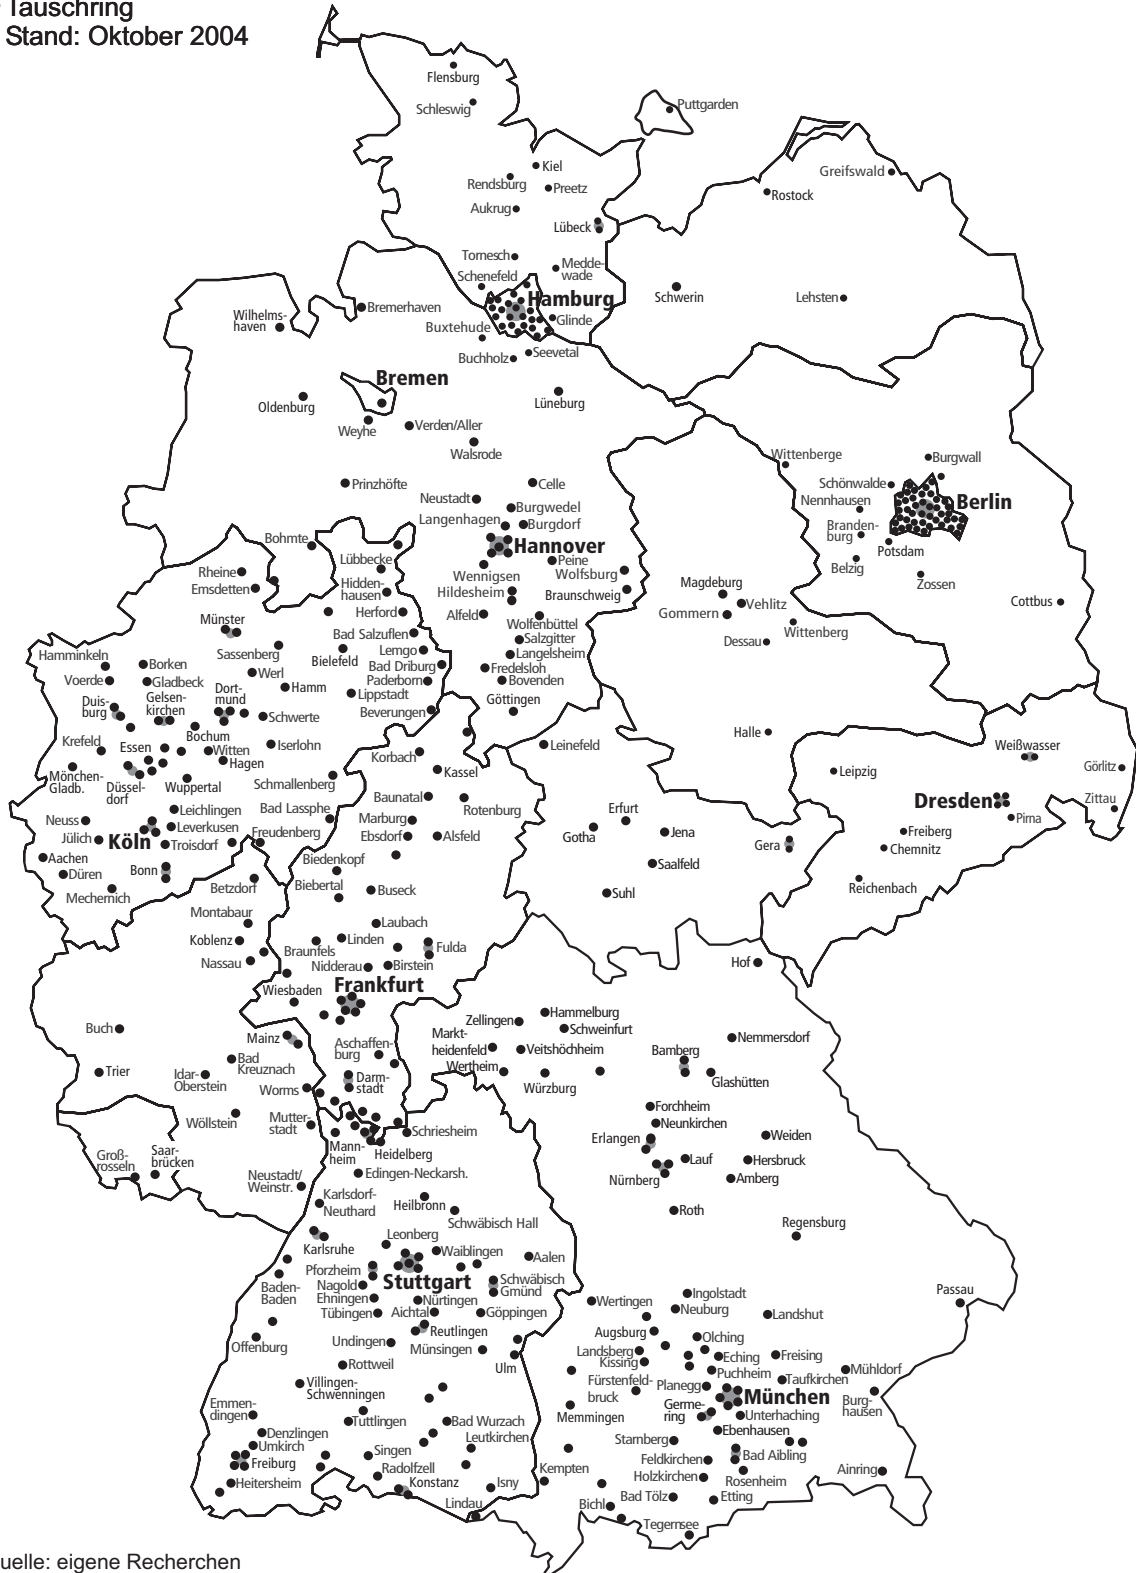 Tauschring
Stand: Oktober 2004
Flensburg
Schleswig
Puttgarden
Kiel
Rendsburg
Preetz
Aukrug
Lübeck
Greifswald
Rostock
Tornesch
Medde-
wade
Schenefeld
Hamburg
Glinde
Schwerin
Lehsten
Wilhelms-
haven
Bremerhaven
Buxtehude
Buchholz
Seevetal
Bremen
Oldenburg
Lüneburg
Weyhe
Verden/Aller
Walsrode
Wittenberge
Burgwall
Prinzhöfte
Celle
Schönwalde
Neustadt
Burgwedel
Nennhausen
Berlin
Langenhagen
Burgdorf
Branden-
burg
Bohmte
Hannover
Potsdam
Lübbecke
Peine
Belzig
Rheine
Wennigsen
Wolfsburg
Zossen
Emsdetten
Hidden-
hausen
Hildesheim
Braunschweig
Magdeburg
Vehlitz
Cottbus
Herford
Alfeld
Gommern
Münster
Wolfenbüttel
Wittenberg
Bad Salzuflen
Salzgitter
Dessau
Sassenberg
Lemgo
Langelsheim
Hamminkeln
Borken
Bielefeld
Bad Driburg
Fredelsloh
Voerde
Gladbeck
Werl
Paderborn
Bovenden
Hamm
Lippstadt
Göttingen
Duis-
burg
Gelsen-
kirchen
Dort-
mund
Schwerte
Beverungen
Halle
Krefeld
Essen
Bochum
Witten
Iserlohn
Leinefeld
Weißwasser
Hagen
Korbach
Leipzig
Görlitz
Mönchen-
Gladb.
Düssel-
dorf
Wuppertal
Schmallenberg
Kassel
Dresden
Zittau
Baunatal
Rotenburg
Erfurt
Neuss
Leichlingen
Bad Lassphe
Marburg
Pirna
Jülich
Köln
Leverkusen
Freudenberg
Ebsdorf
Alsfeld
Gotha
Jena
Gera
Freiberg
Troisdorf
Chemnitz
Aachen
Düren
Bonn
Biedenkopf
Saalfeld
Mechernich
Betzdorf
Biebertal
Buseck
Suhl
Reichenbach
Montabaur
Laubach
Koblenz
Linden
Braunfels
Fulda
Nassau
Nidderau
Birstein
Hof
Frankfurt
Wiesbaden
Hammelburg
Buch
Zellingen
Schweinfurt
Mainz
Aschaffen-
burg
Markt-
heidenfeld
Veitshöchheim
Nemmersdorf
Bamberg
Bad
Kreuznach
Trier
Idar-
Oberstein
Darm-
stadt
Wertheim
Glashütten
Worms
Würzburg
Wöllstein
Mutter-
stadt
Schriesheim
Forchheim
Neunkirchen
Erlangen
Weiden
Groß-
rosseln
Saar-
brücken
Mann-
heim
Heidelberg
Lauf
Hersbruck
Nürnberg
Amberg
Neustadt/
Weinstr.
Edingen-Neckarsh.
Karlsdorf-
Neuthard
Heilbronn
Roth
Schwäbisch Hall
Regensburg
Leonberg
Karlsruhe
Waiblingen
Aalen
Pforzheim
Stuttgart
Schwäbisch
Gmünd
Passau
Baden-
Baden
Nagold
Ehningen
Nürtingen
Wertingen
Ingolstadt
Neuburg
Tübingen
Aichtal
Göppingen
Landshut
Reutlingen
Augsburg
Olching
Offenburg
Undingen
Münsingen
Landsberg
Eching
Freising
Rottweil
Ulm
Kissing
Puchheim
Mühldorf
Villingen-
Schwenningen
Fürstenfeld-
bruck
Planegg
Taufkirchen
München
Burg-
hausen
Emmen-
dingen
Memmingen
Germe-
ring
Unterhaching
Tuttlingen
Bad Wurzach
Denzlingen
Leutkirchen
Ebenhausen
Umkirch
Starnberg
Freiburg
Singen
Feldkirchen
Bad Aibling
Radolfzell
Kempten
Holzkirchen
Rosenheim
Ainring
Heitersheim
Konstanz
Isny
Bad Tölz
Etting
Lindau
Bichl
Tegernsee
uelle: eigene Recherchen